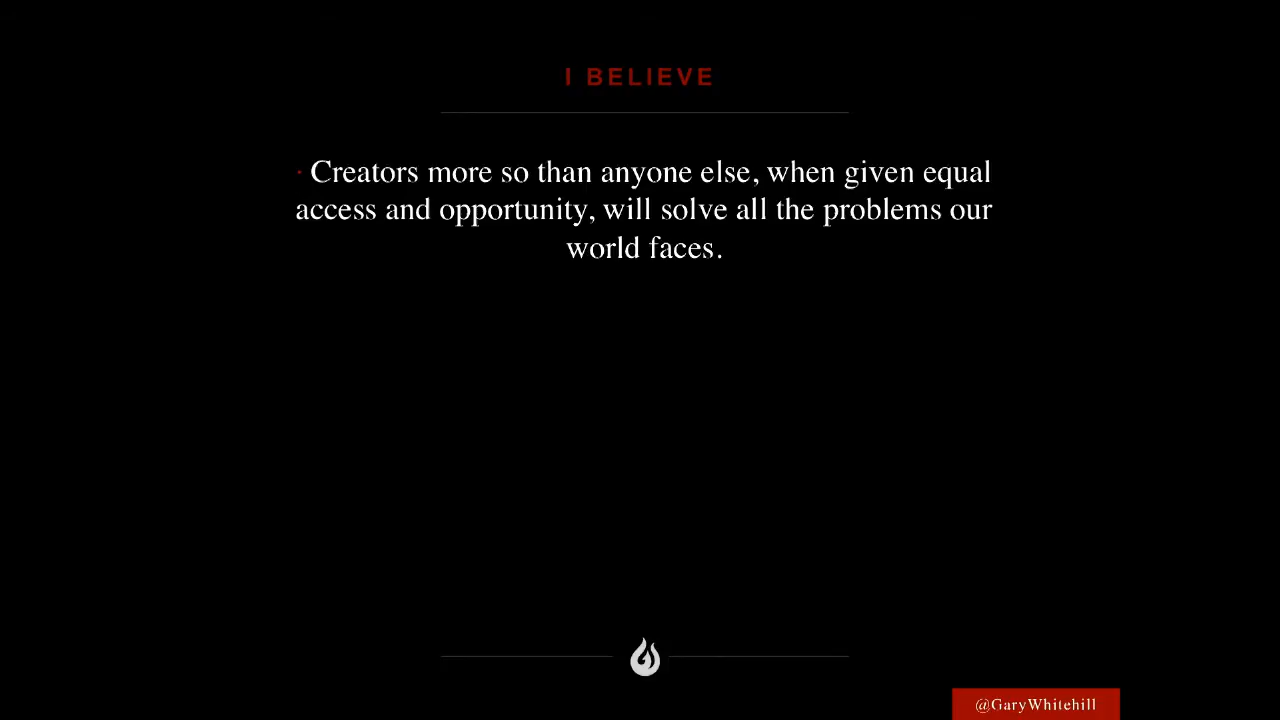 I BELIEVE
· Creators more so than anyone else, when given equal
access and opportunity, will solve all the problems our
world faces.
@GaryWhitehill